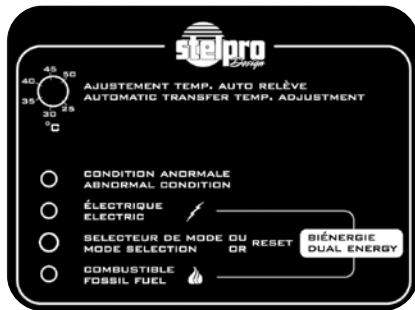 stelpro
Design
45
40 50
35 25
30
°C
AJUSTEMENT TEMP. AUTO RELÈVE
AUTOMATIC TRANSFER TEMP. ADJUSTMENT
CONDITION ANORMALE
ABNORMAL CONDITION
ÉLECTRIQUE
ELECTRIC
SELECTEUR DE MODE OU
MODE SELECTION OR
RESET
BIÉNERGIE
DUAL ENERGY
COMBUSTIBLE
FOSSIL FUEL